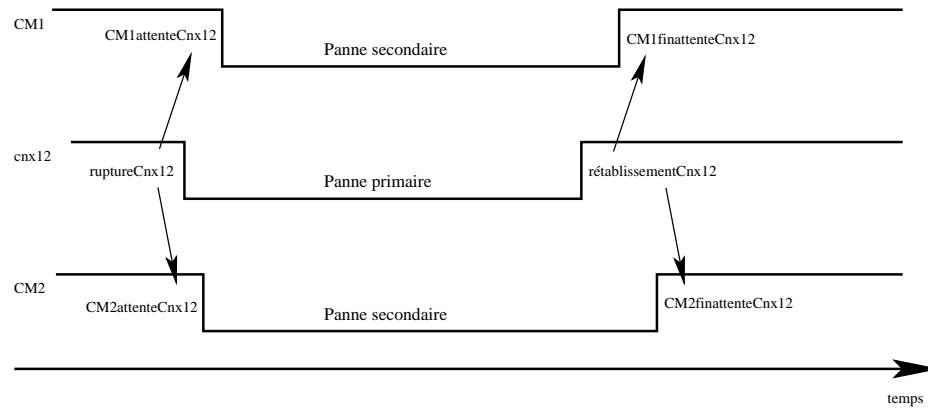 CM1
CM1attenteCnx12
Panne secondaire
CM1finattenteCnx12
cnx12
ruptureCnx12
Panne primaire
rétablissementCnx12
CM2
CM2attenteCnx12
Panne secondaire
CM2finattenteCnx12
temps